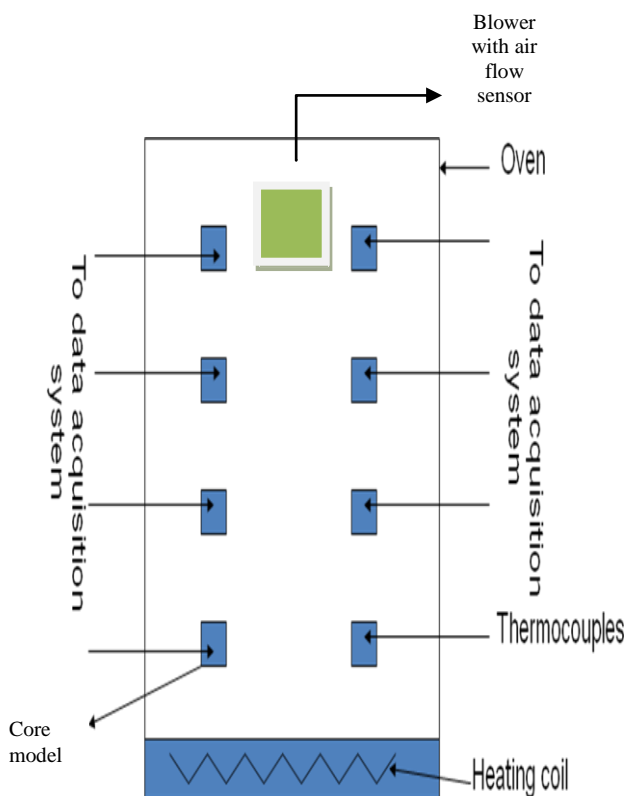 Blower
with air
flow
sensor
Oven
To data acquisition
system
To data acquisition
system
Thermocouples
Core
model
Heating coil